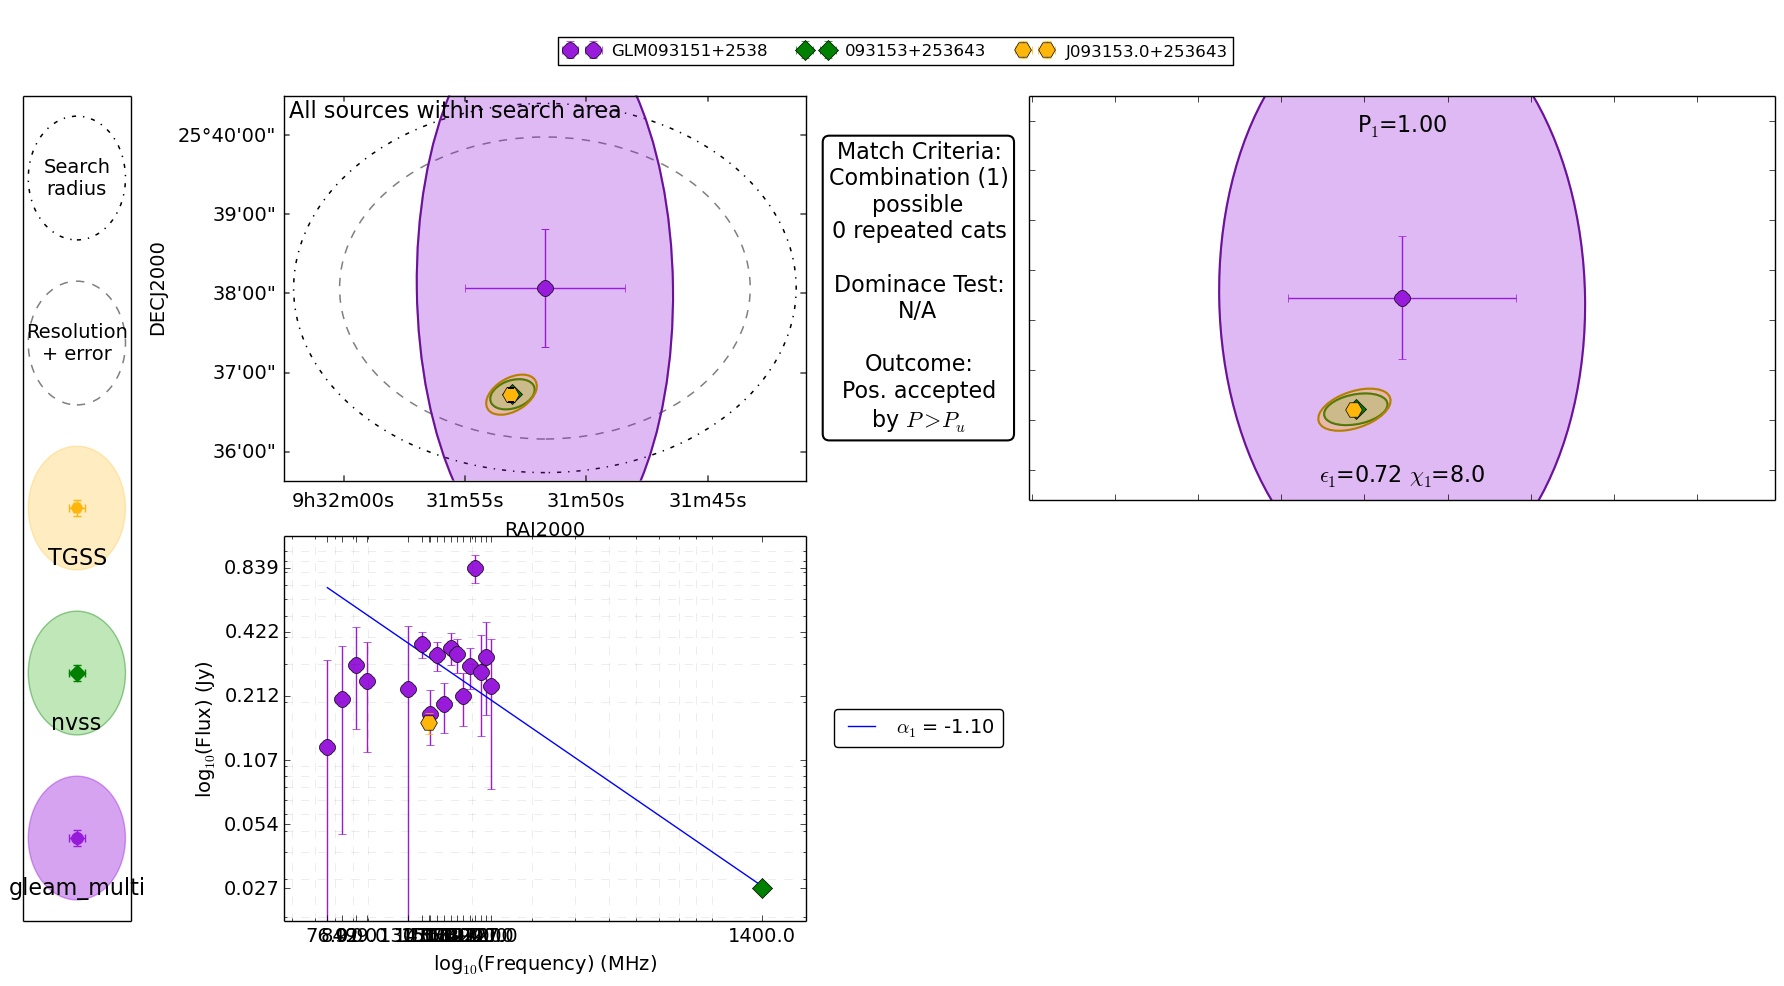 GLM093151+2538
093153+253643
J093153.0+253643
Search
radius
Resolution
+ error
TGSS
nvss
gleam_multi
All sources within search area
DECJ2000
25°40'00"
39'00"
38'00"
37'00"
36'00"
9h32m00s
31m55s
31m50s
31m45s
RAJ2000
Match Criteria:
Combination (1)
possible
0 repeated cats
Dominace Test:
N/A
Outcome:
Pos. accepted
by P>Pu
P1=1.00
ϵ1=0.72 χ1=8.0
log10(Flux) (Jy)
0.839
0.422
0.212
0.107
0.054
0.027
1400.0
log10(Frequency) (MHz)
α1 = -1.10